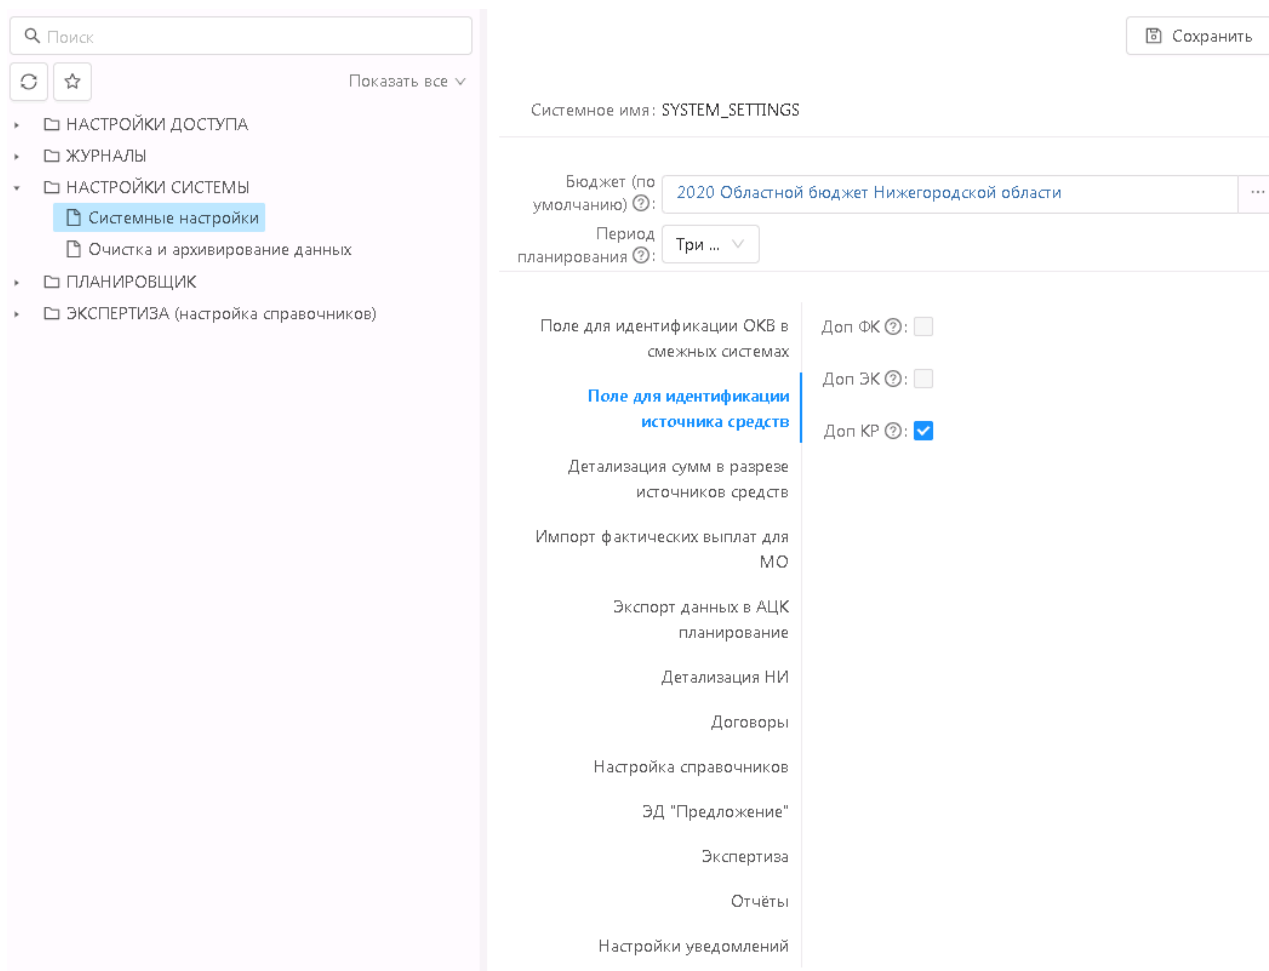 Поиск
Показать все
НАСТРОЙКИ ДОСТУПА
ЖУРНАЛЫ
НАСТРОЙКИ СИСТЕМЫ
Системные настройки
Очистка и архивирование данных
ПЛАНИРОВЩИК
ЭКСПЕРТИЗА (настройка справочников)
Сохранить
Системное имя: SYSTEM_SETTINGS
Бюджет (по
умолчанию) ?:
2020 Областной бюджет Нижегородской области
...
Период
планирования ?:
Три ...
Поле для идентификации ОКВ в
смежных системах
Поле для идентификации
источника средств
Детализация сумм в разрезе
источников средств
Импорт фактических выплат для
МО
Экспорт данных в АЦК
планирование
Детализация НИ
Договоры
Настройка справочников
ЭД "Предложение"
Экспертиза
Отчёты
Настройки уведомлений
Доп ФК ?:
Доп ЭК ?:
Доп КР ?: